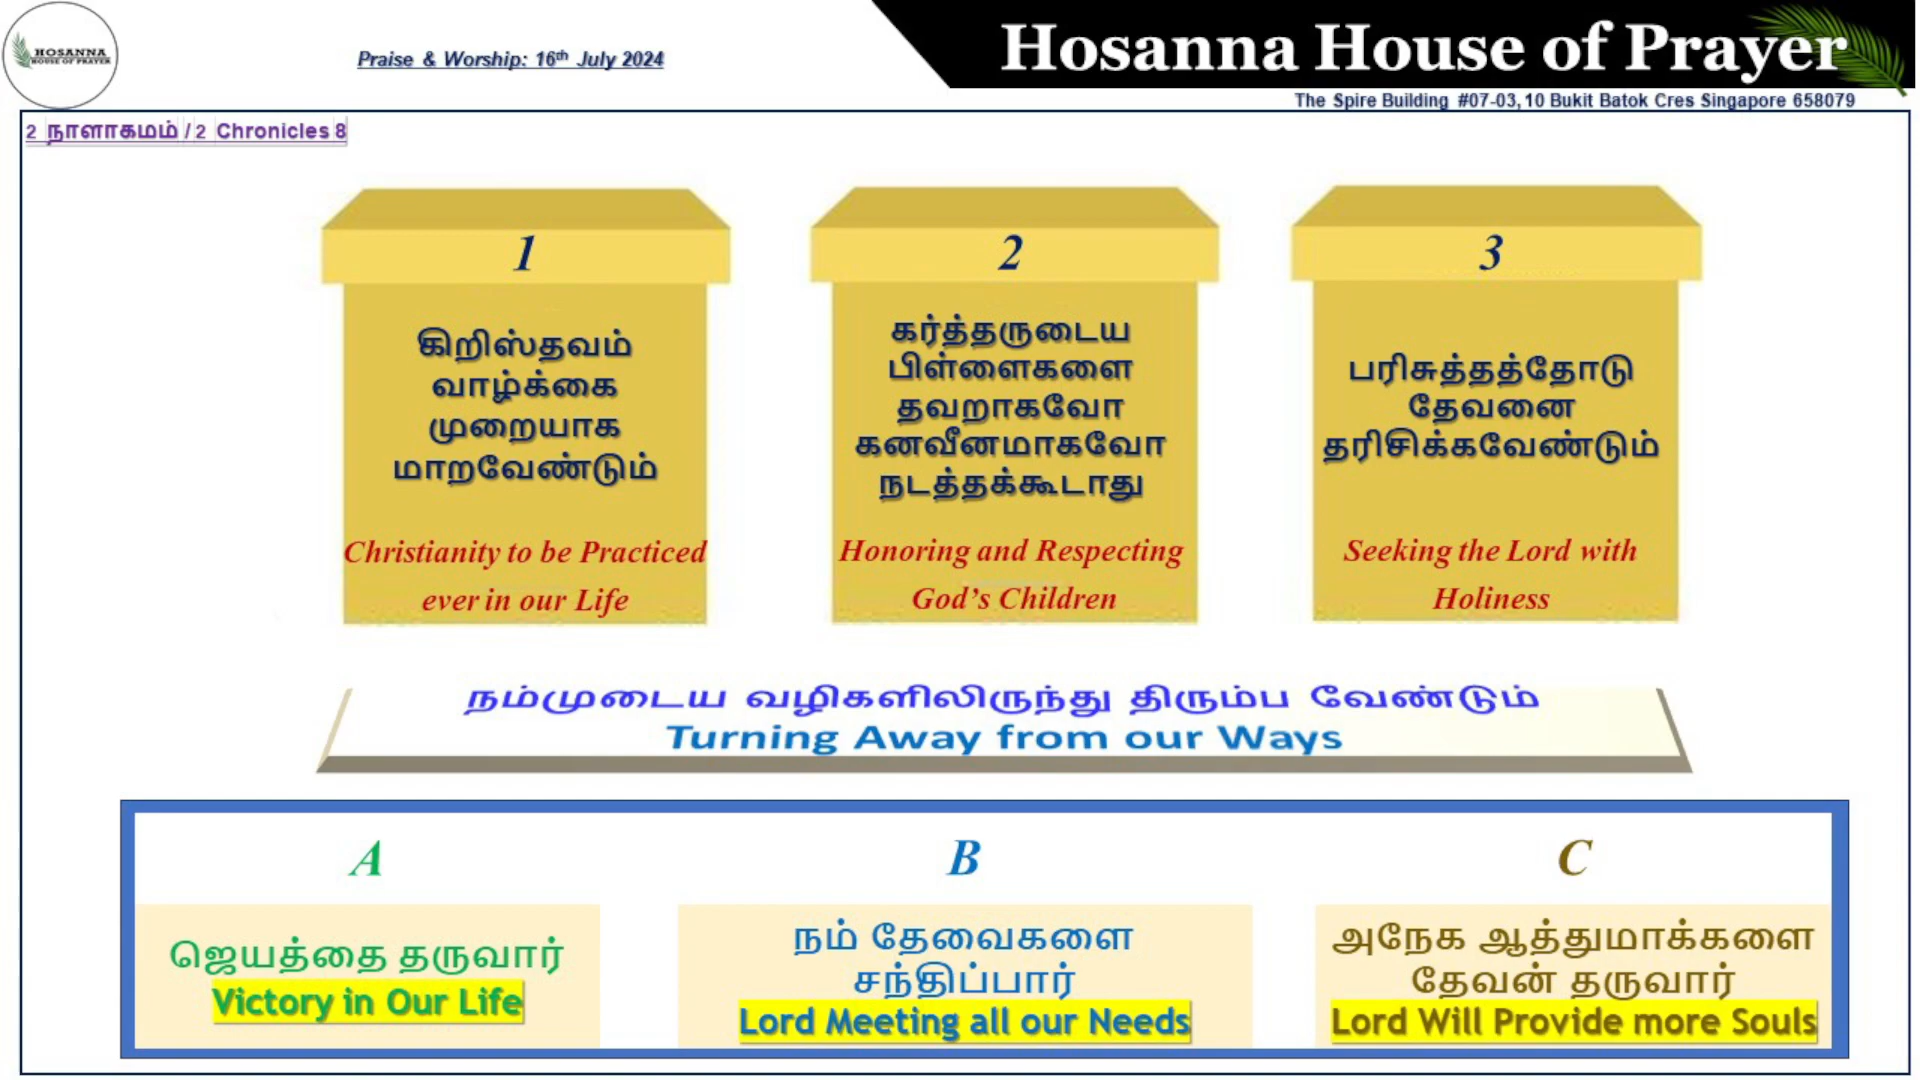 HOSANNA
HOUSE OF PRAYER
Praise & Worship: 16th July 2024
Hosanna House of Prayer
The Spire Building #07-03, 10 Bukit Batok Cres Singapore 658079
2 நாளாகமம் / 2 Chronicles 8
1
கிறிஸ்தவம்
வாழ்க்கை
முறையாக
மாறவேண்டும்
Christianity to be Practiced
ever in our Life
2
கர்த்தருடைய
பிள்ளைகளை
தவறாகவோ
கனவீனமாகவோ
நடத்தக்கூடாது
Honoring and Respecting
God's Children
3
பரிசுத்தத்தோடு
தேவனை
தரிசிக்கவேண்டும்
Seeking the Lord with
Holiness
நம்முடைய வழிகளிலிருந்து திரும்ப வேண்டும்
Turning Away from our Ways
A
ஜெயத்தை தருவார்
Victory in Our Life
B
நம் தேவைகளை
சந்திப்பார்
Lord Meeting all our Needs
C
அநேக ஆத்துமாக்களை
தேவன் தருவார்
Lord Will Provide more Souls